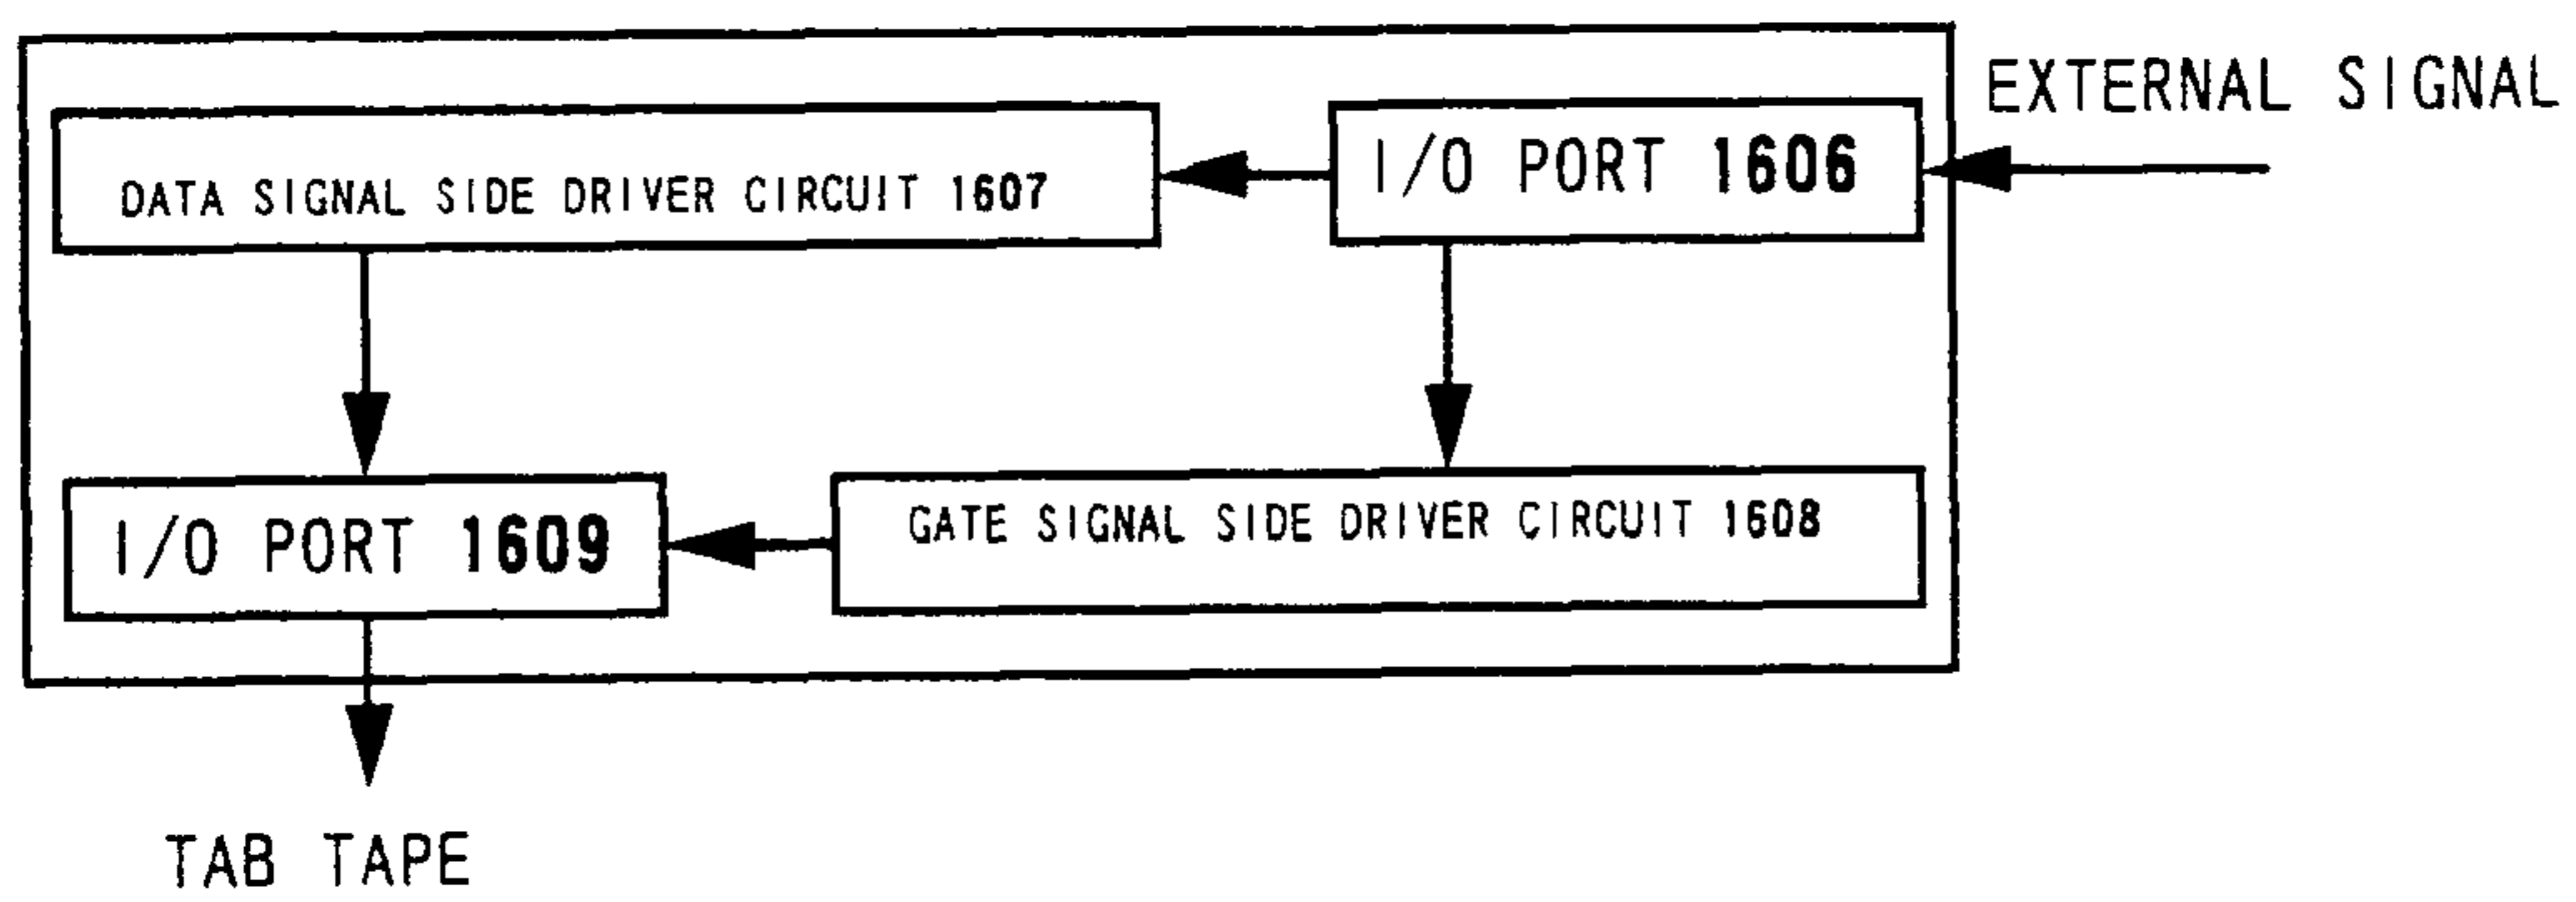 EXTERNAL SIGNAL
I/O PORT 1606
DATA SIGNAL SIDE DRIVER CIRCUIT 1607
GATE SIGNAL SIDE DRIVER CIRCUIT 1608
I/O PORT 1609
TAB TAPE